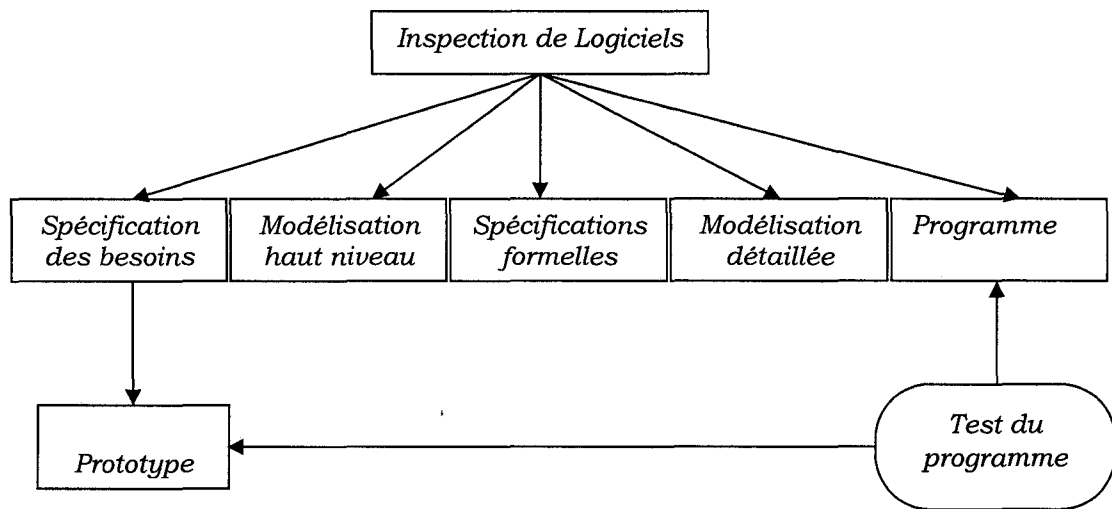 Inspection de Logiciels
Spécification
des besoins
Modélisation
haut niveau
Spécifications
formelles
Modélisation
détaillée
Programme
Prototype
Test du
programme